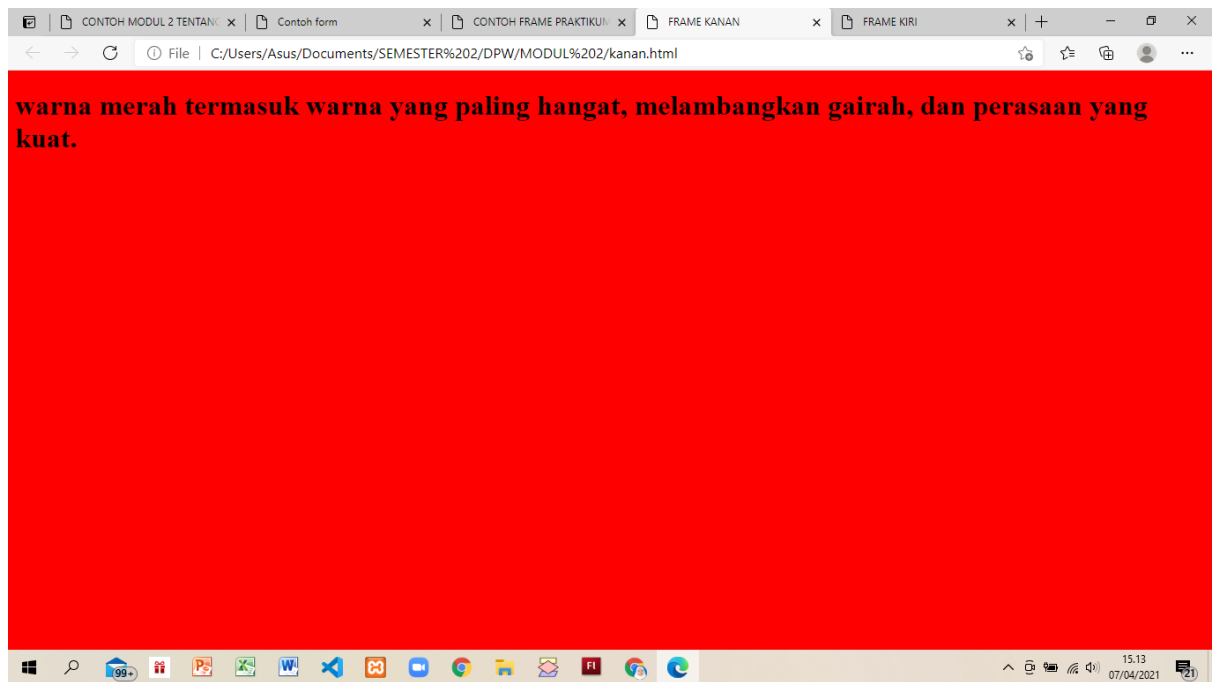 CONTOH MODUL 2 TENTANG
Contoh form
CONTOH FRAME PRAKTIKUM
FRAME KANAN
FRAME KIRI
File | C:/Users/Asus/Documents/SEMESTER%202/DPW/MODUL%202/kanan.html
warna merah termasuk warna yang paling hangat, melambangkan gairah, dan perasaan yang
kuat.
99+
15.13
07/04/2021
21